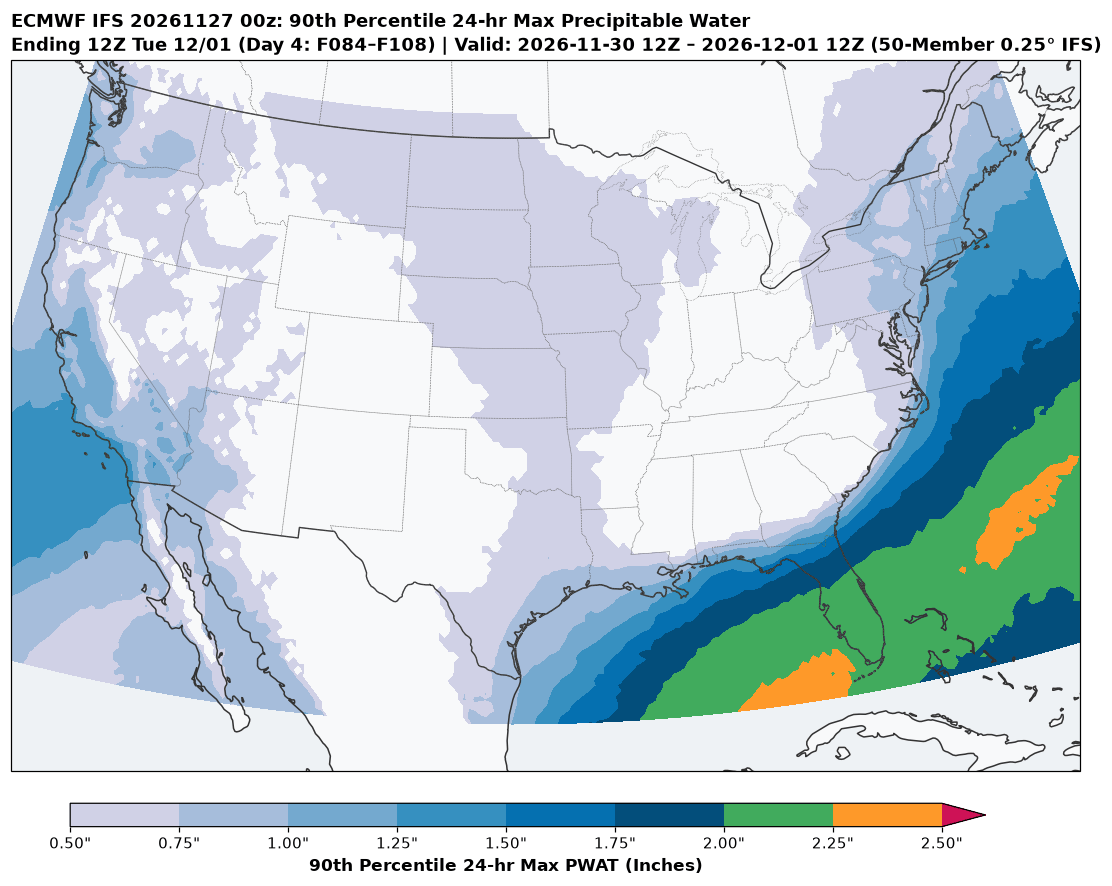 ECMWF IFS 20261127 00z: 90th Percentile 24-hr Max Precipitable Water
Ending 12Z Tue 12/01 (Day 4: F084–F108) | Valid: 2026-11-30 12Z – 2026-12-01 12Z (50-Member 0.25° IFS)
0.50" 0.75" 1.00" 1.25" 1.50" 1.75" 2.00" 2.25" 2.50"
90th Percentile 24-hr Max PWAT (Inches)